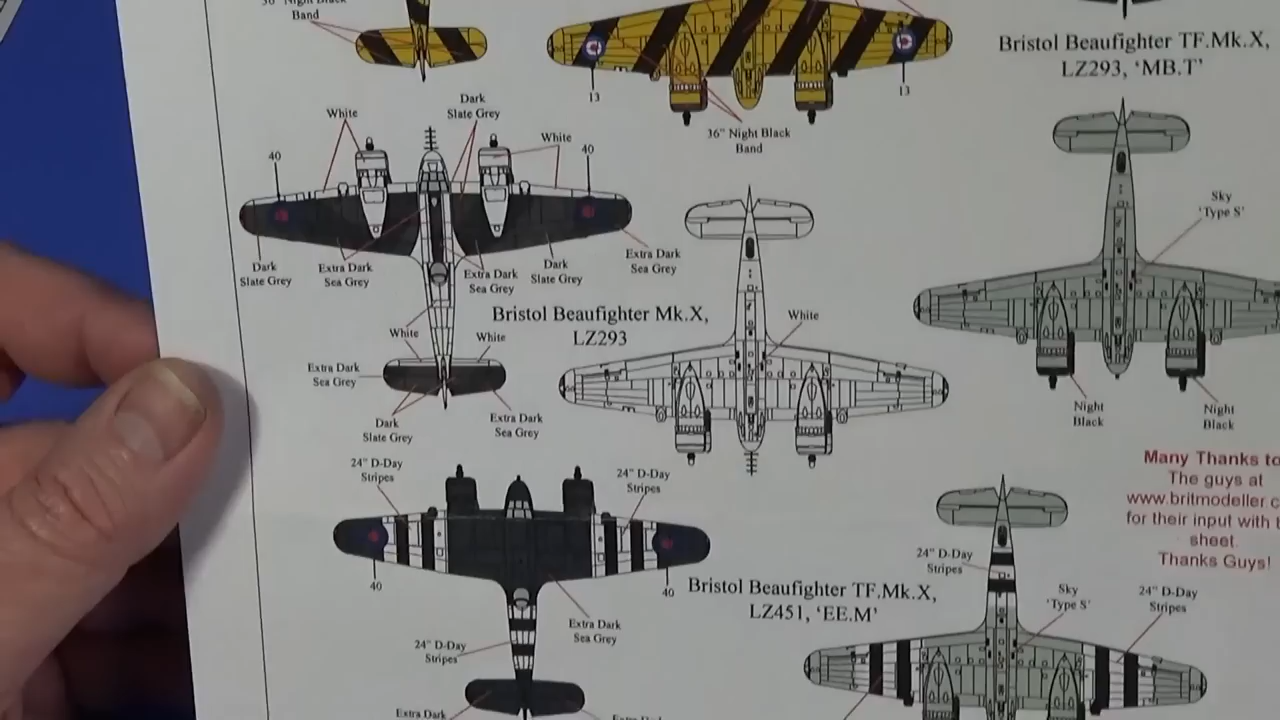 36" Night Black
Band
13
13
36" Night Black
Band
Bristol Beaufighter TF.Mk.X,
LZ293, 'MB.T'
White
Dark
Slate Grey
White
40
40
Dark
Slate Grey
Extra Dark
Sea Grey
Extra Dark
Sea Grey
Dark
Slate Grey
Extra Dark
Sea Grey
Sky
'Type S'
Bristol Beaufighter Mk.X,
LZ293
White
White
White
Extra Dark
Sea Grey
Dark
Slate Grey
Extra Dark
Sea Grey
Night
Black
Night
Black
24" D-Day
Stripes
24" D-Day
Stripes
40
40
Many Thanks to
The guys at
www.britmodeller.c
for their input with
sheet.
Thanks Guys!
Bristol Beaufighter TF.Mk.X,
LZ451, 'EE.M'
Extra Dark
Sea Grey
24" D-Day
Stripes
24" D-Day
Stripes
Sky
'Type S'
24" D-Day
Stripes
Extra Dark
Extra Dark